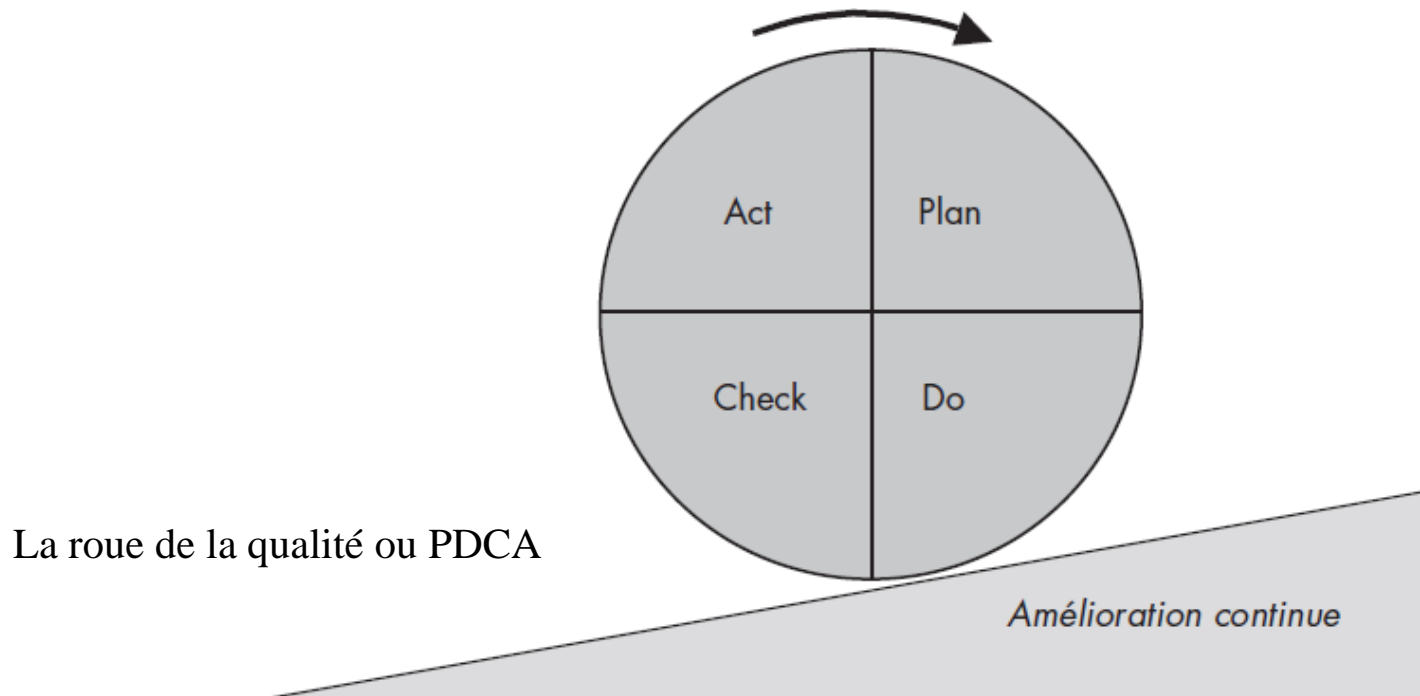 Act
Plan
Check
Do
La roue de la qualité ou PDCA
Amélioration continue